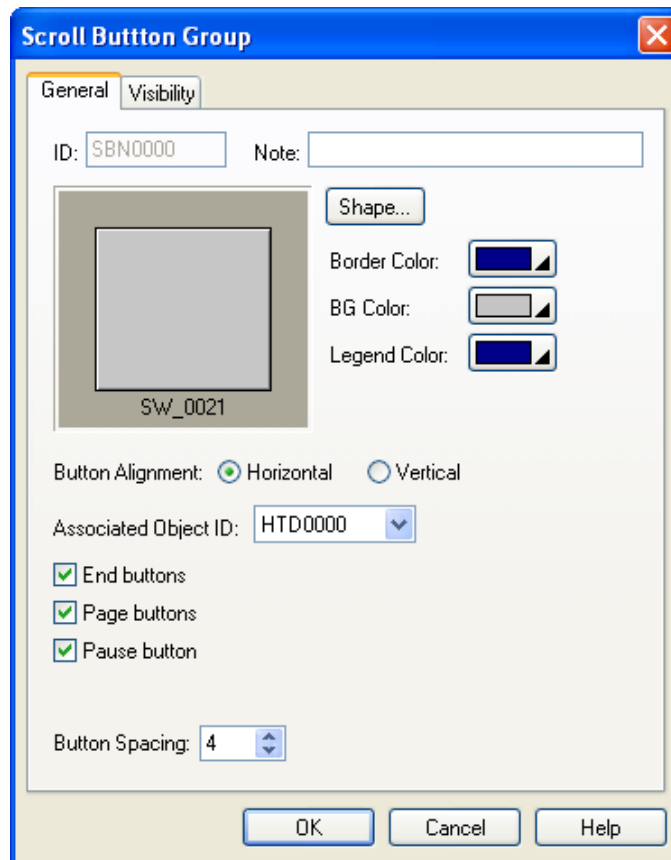 Scroll Buttton Group
General Visibility
ID: SBN0000 Note:
Shape...
Border Color:
BG Color:
Legend Color:
SW_0021
Button Alignment: Horizontal Vertical
Associated Object ID: HTD0000
End buttons
Page buttons
Pause button
Button Spacing: 4
OK Cancel Help